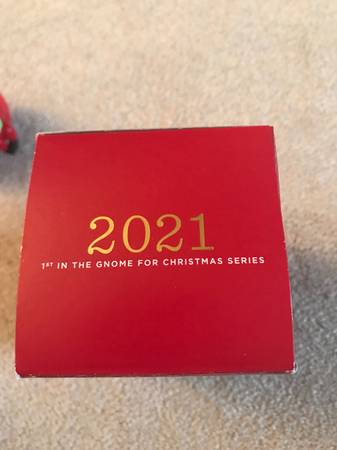 2021
1ST IN THE GNOME FOR CHRISTMAS SERIES